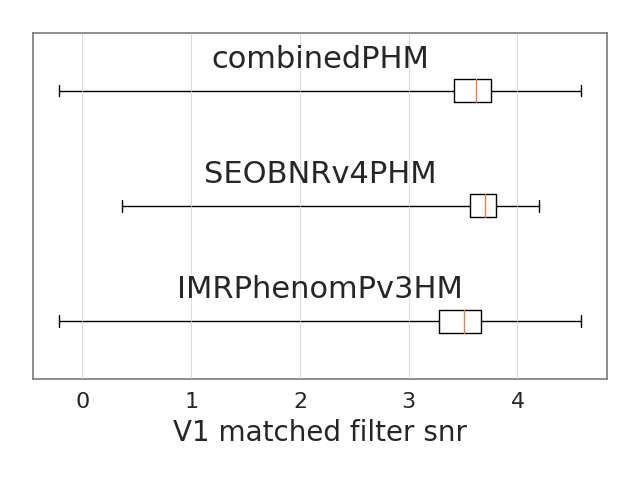 combinedPHM
SEOBNRv4PHM
IMRPhenomPv3HM
0 1 2 3 4
V1 matched filter snr